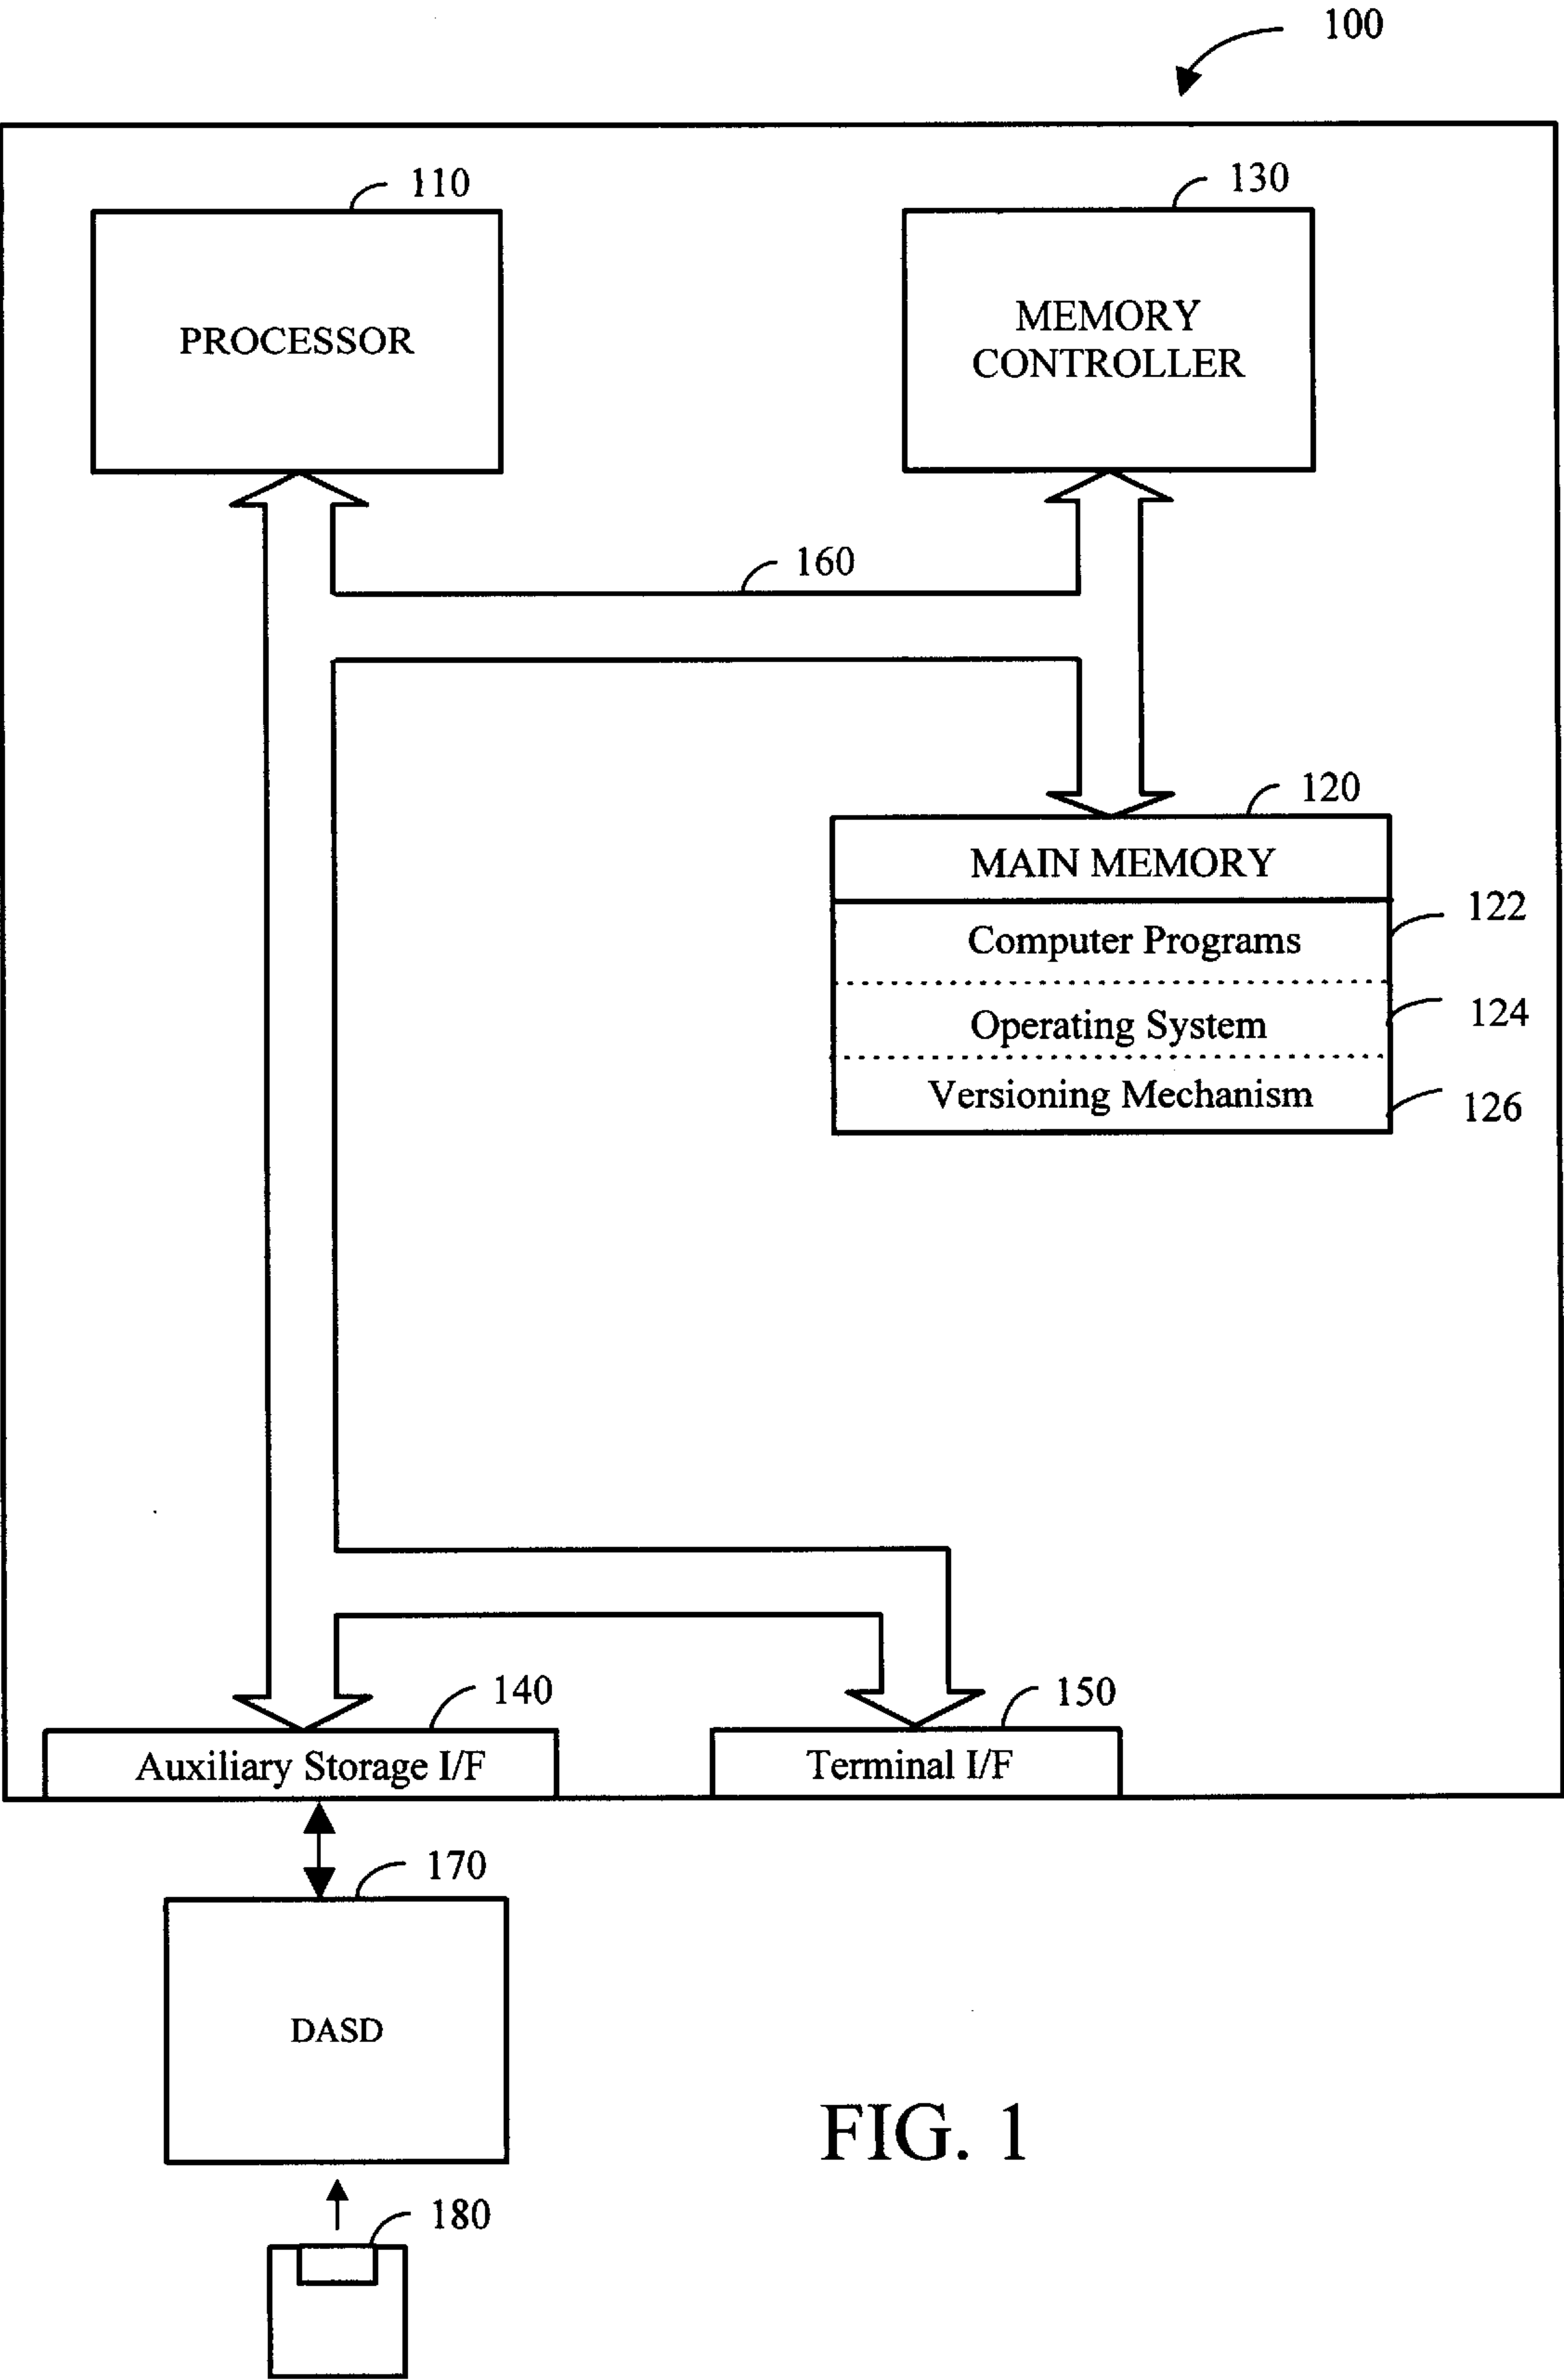 100
110
130
PROCESSOR
MEMORY
CONTROLLER
160
120
MAIN MEMORY
122
Computer Programs
124
Operating System
Versioning Mechanism
126
140
150
Auxiliary Storage I/F
Terminal I/F
170
DASD
FIG. 1
180